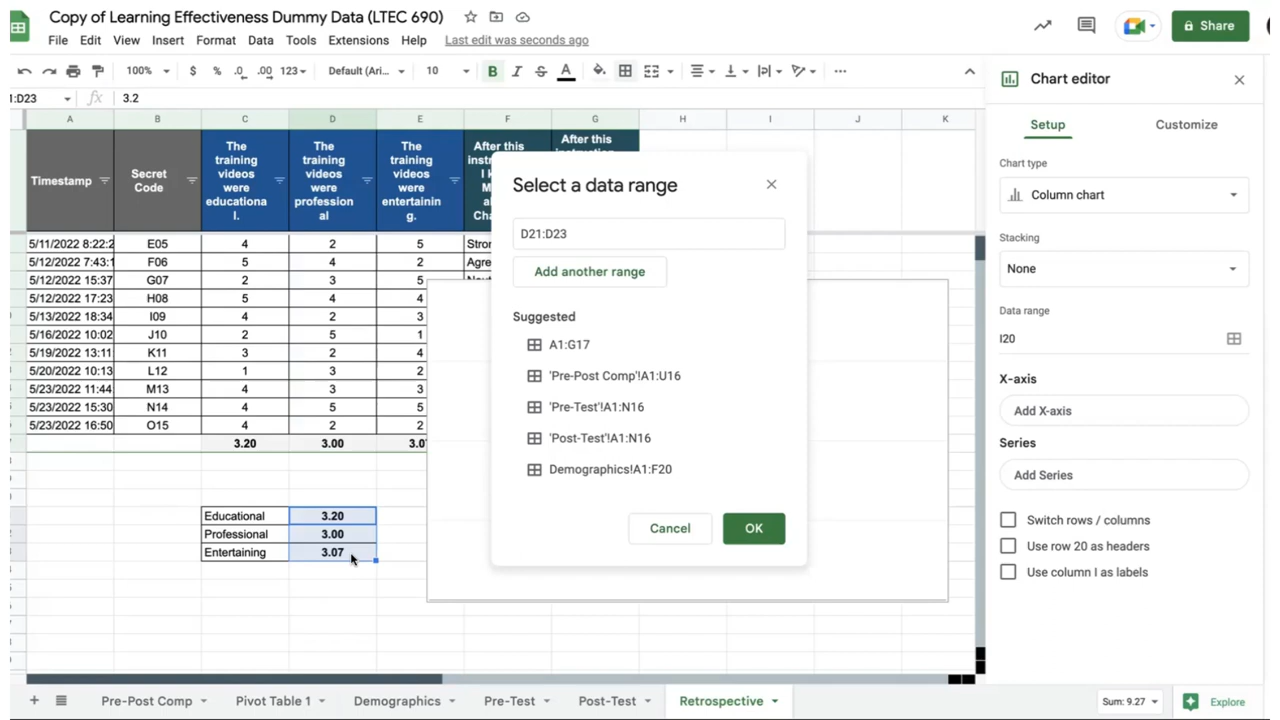 Copy of Learning Effectiveness Dummy Data (LTEC 690)
File Edit View Insert Format Data Tools Extensions Help Last edit was seconds ago
Share
100% $ % .0 .00 123 Default (Ari... 10 B I S A
:D23 fx 3.2
A B C D E F G H I J K
Timestamp
Secret
Code
The
training
videos
were
educationa
l.
The
training
videos
were
profession
al
The
training
videos
were
entertainin
g.
After this
After this
5/11/2022 8:22:2 E05 4 2 5 Stron
5/12/2022 7:43:1 F06 5 4 2 Agre
5/12/2022 15:37 G07 2 3 5
5/12/2022 17:23 H08 5 4 4
5/13/2022 18:34 I09 4 2 3
5/16/2022 10:02 J10 2 5 1
5/19/2022 13:11 K11 3 2 4
5/20/2022 10:13 L12 1 3 2
5/23/2022 11:44 M13 4 3 3
5/23/2022 15:30 N14 4 5 5
5/23/2022 16:50 O15 4 2 2
3.20 3.00 3.0
Educational 3.20
Professional 3.00
Entertaining 3.07
Select a data range
D21:D23
Add another range
Suggested
A1:G17
'Pre-Post Comp'!A1:U16
'Pre-Test'!A1:N16
'Post-Test'!A1:N16
Demographics!A1:F20
Cancel OK
Chart editor
Setup Customize
Chart type
Column chart
Stacking
None
Data range
I20
X-axis
Add X-axis
Series
Add Series
Switch rows / columns
Use row 20 as headers
Use column I as labels
Pre-Post Comp Pivot Table 1 Demographics Pre-Test Post-Test Retrospective Sum: 9.27 Explore